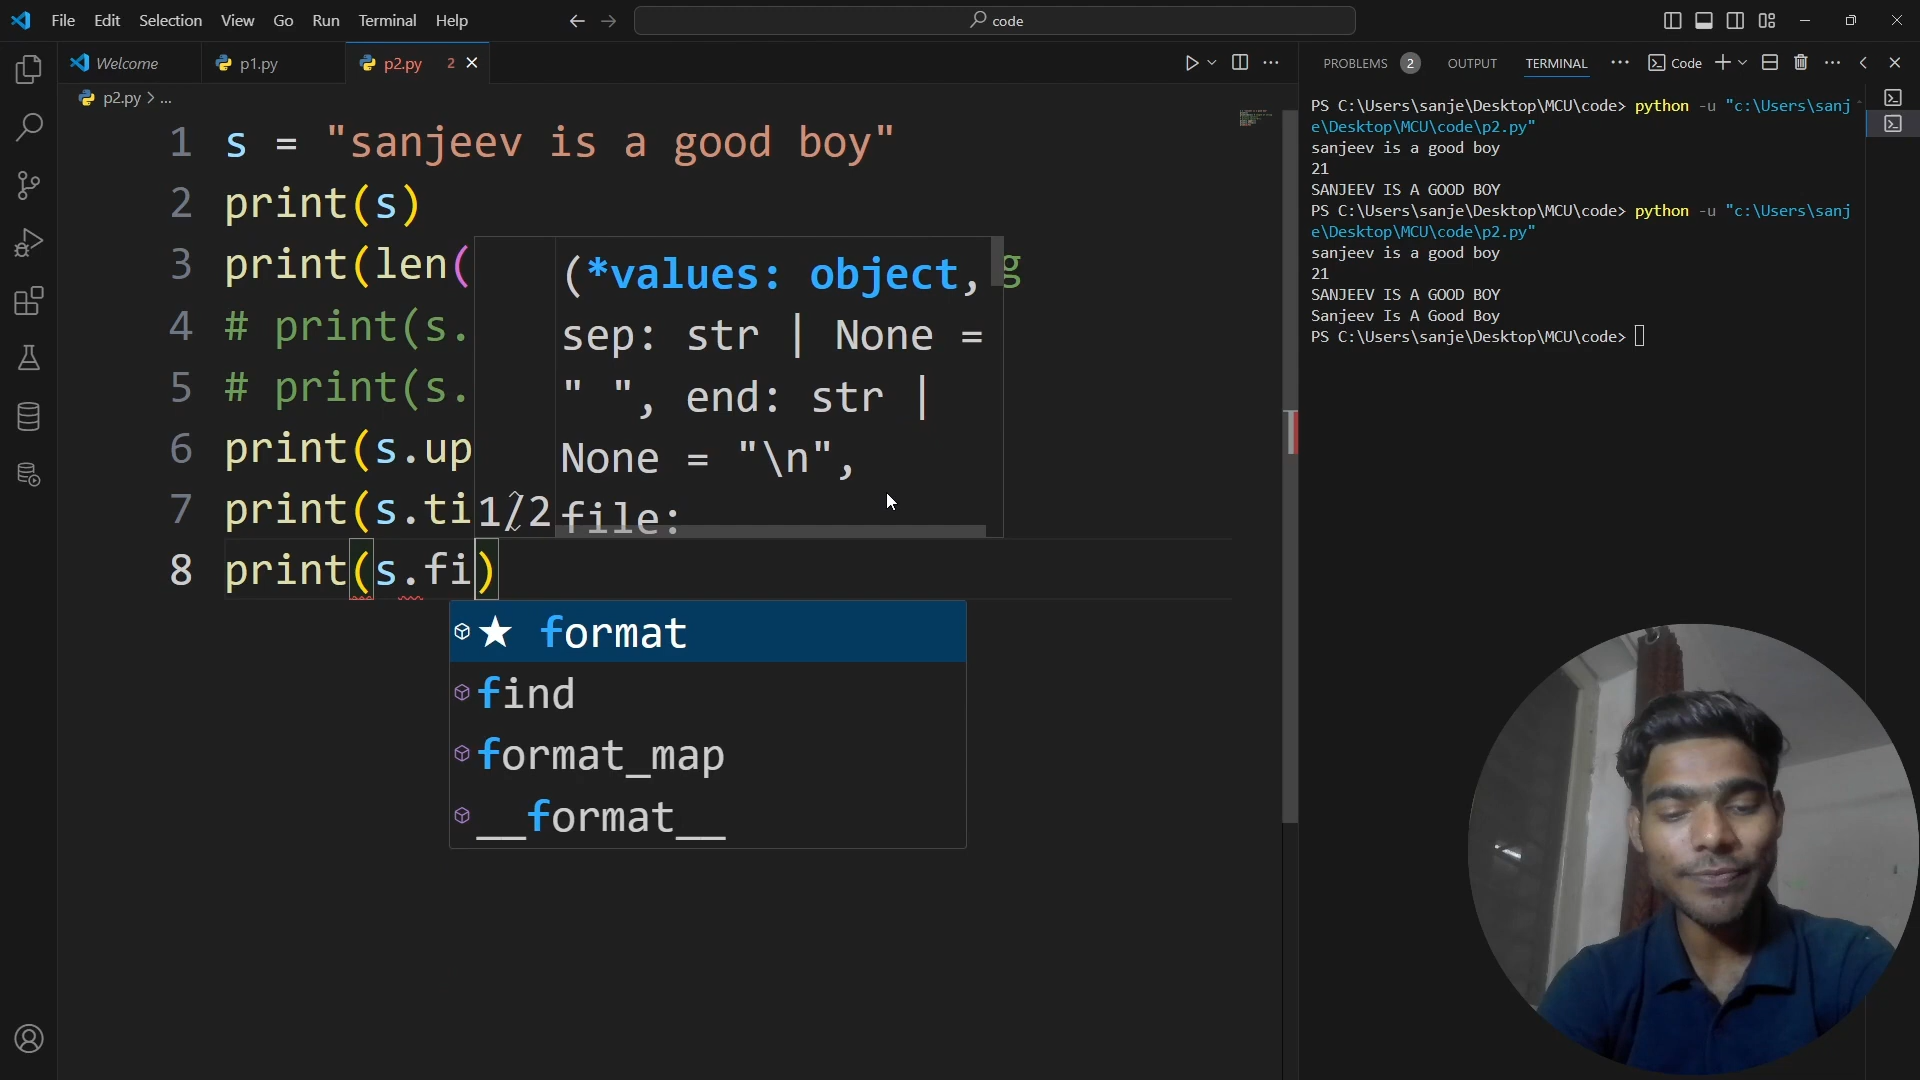 File Edit Selection View Go Run Terminal Help
code
Welcome p1.py p2.py 2
p2.py > ...
1 s = "sanjeev is a good boy"
2 print(s)
3 print(len( g
4 # print(s.
5 # print(s.
6 print(s.up
7 print(s.ti
8 print(s.fi)
(*values: object,
sep: str | None =
" ", end: str |
None = "\n",
1/2 file:
★ format
find
format_map
__format__
PROBLEMS 2 OUTPUT TERMINAL ... Code
PS C:\Users\sanje\Desktop\MCU\code> python -u "c:\Users\sanj
e\Desktop\MCU\code\p2.py"
sanjeev is a good boy
21
SANJEEV IS A GOOD BOY
PS C:\Users\sanje\Desktop\MCU\code> python -u "c:\Users\sanj
e\Desktop\MCU\code\p2.py"
sanjeev is a good boy
21
SANJEEV IS A GOOD BOY
Sanjeev Is A Good Boy
PS C:\Users\sanje\Desktop\MCU\code>